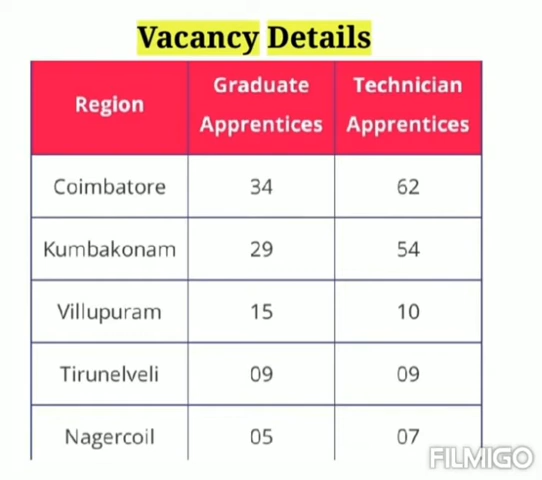 Vacancy Details
Region Graduate Apprentices Technician Apprentices
Coimbatore 34 62
Kumbakonam 29 54
Villupuram 15 10
Tirunelveli 09 09
Nagercoil 05 07
FILMIGO